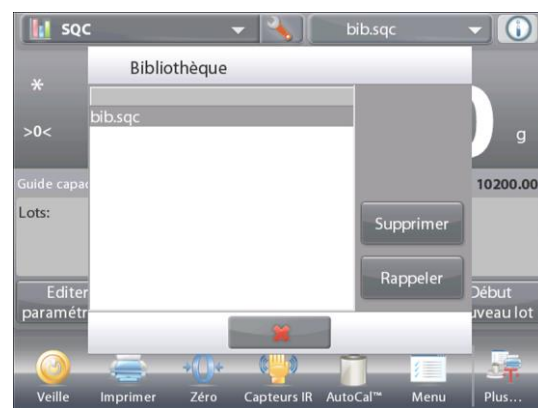 SQC
bib.sqc
Bibliothèque
*
bib.sqc
>0<
0
g
Guide capac
10200.00
Lots:
Supprimer
Rappeler
Editer
paramétr
Début
uveau lot
Veille
Imprimer
Zéro
Capteurs IR
AutoCal™
Menu
Plus...